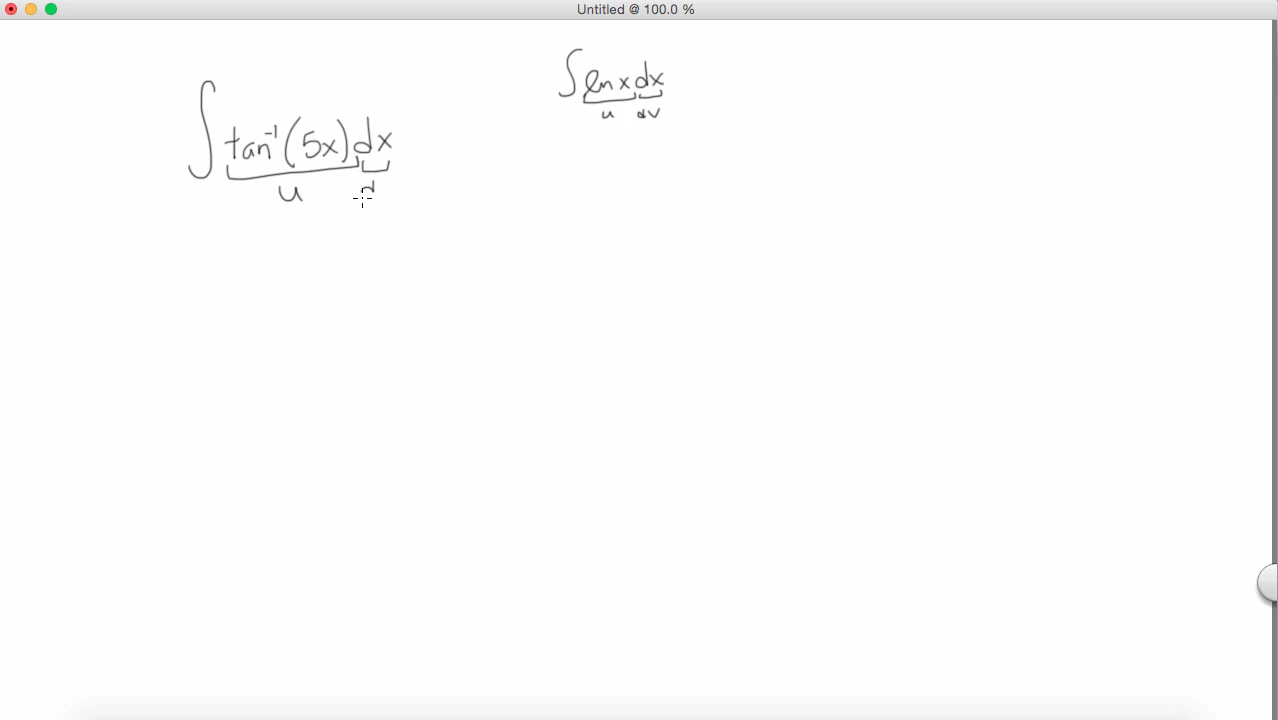 Untitled @ 100.0 %
∫ tan⁻¹(5x) dx
u d
∫ ln x dx
u dv